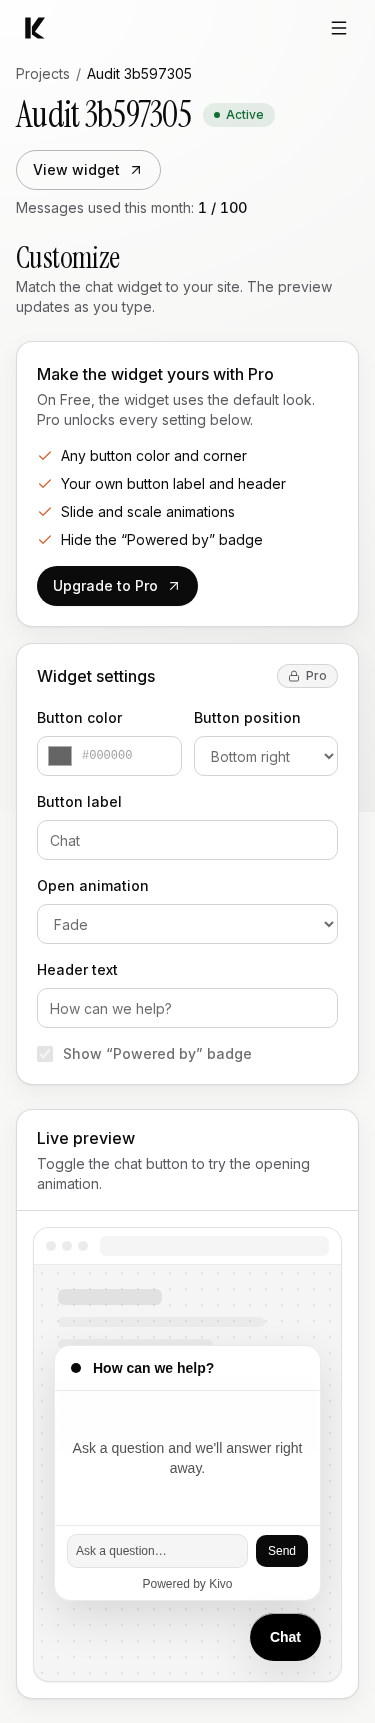 K
Projects / Audit 3b597305
Audit 3b597305 Active
View widget
Messages used this month: 1 / 100
Customize
Match the chat widget to your site. The preview
updates as you type.
Make the widget yours with Pro
On Free, the widget uses the default look.
Pro unlocks every setting below.
Any button color and corner
Your own button label and header
Slide and scale animations
Hide the “Powered by” badge
Upgrade to Pro
Widget settings Pro
Button color Button position
#000000 Bottom right
Button label
Chat
Open animation
Fade
Header text
How can we help?
Show “Powered by” badge
Live preview
Toggle the chat button to try the opening
animation.
How can we help?
Ask a question and we'll answer right
away.
Ask a question… Send
Powered by Kivo
Chat